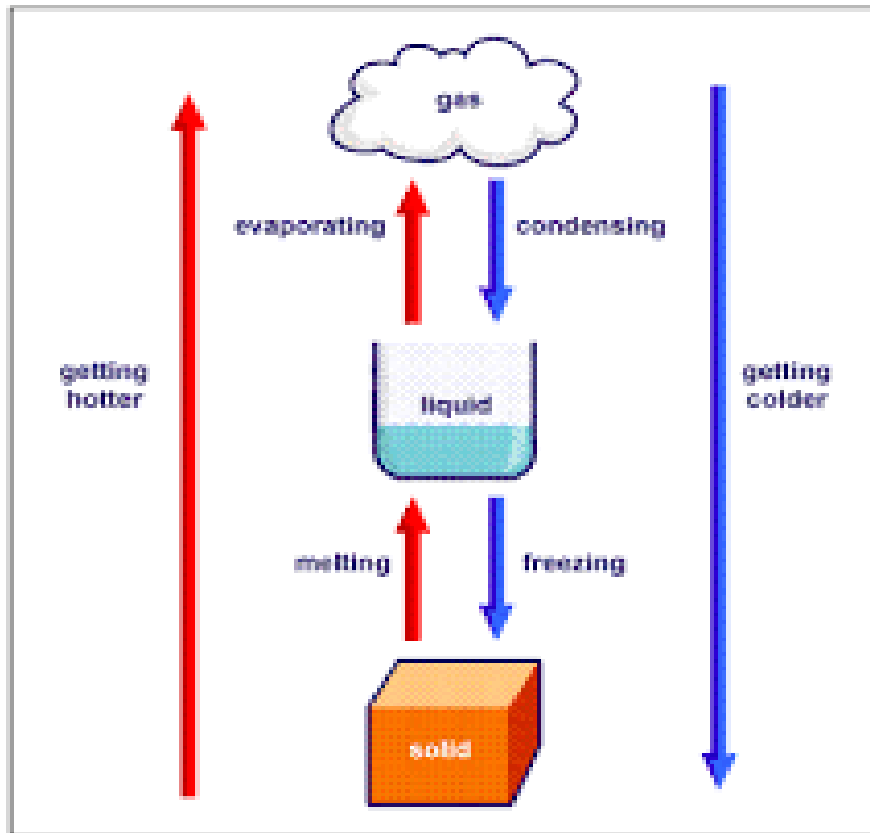 gas
evaporating
condensing
getting
hotter
liquid
getting
colder
melting
freezing
solid